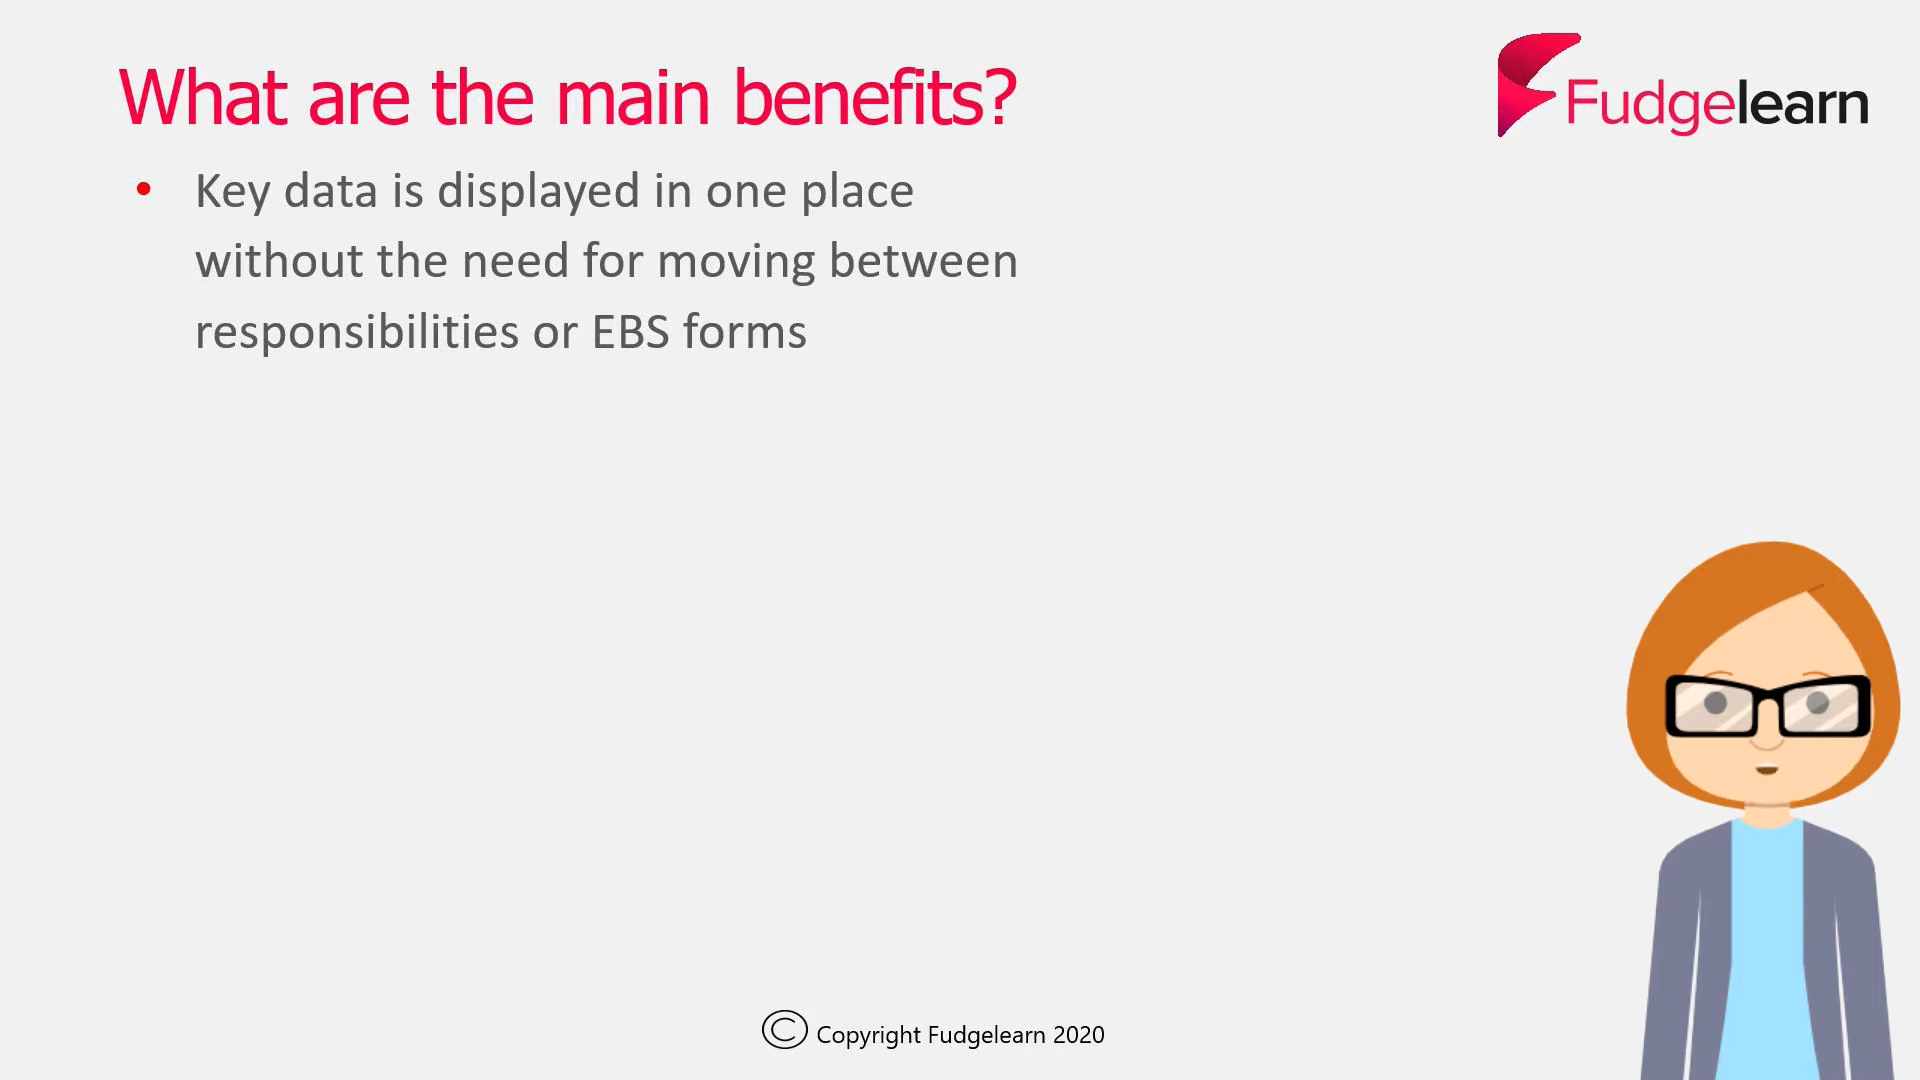 What are the main benefits?
Fudgelearn
• Key data is displayed in one place
without the need for moving between
responsibilities or EBS forms
© Copyright Fudgelearn 2020